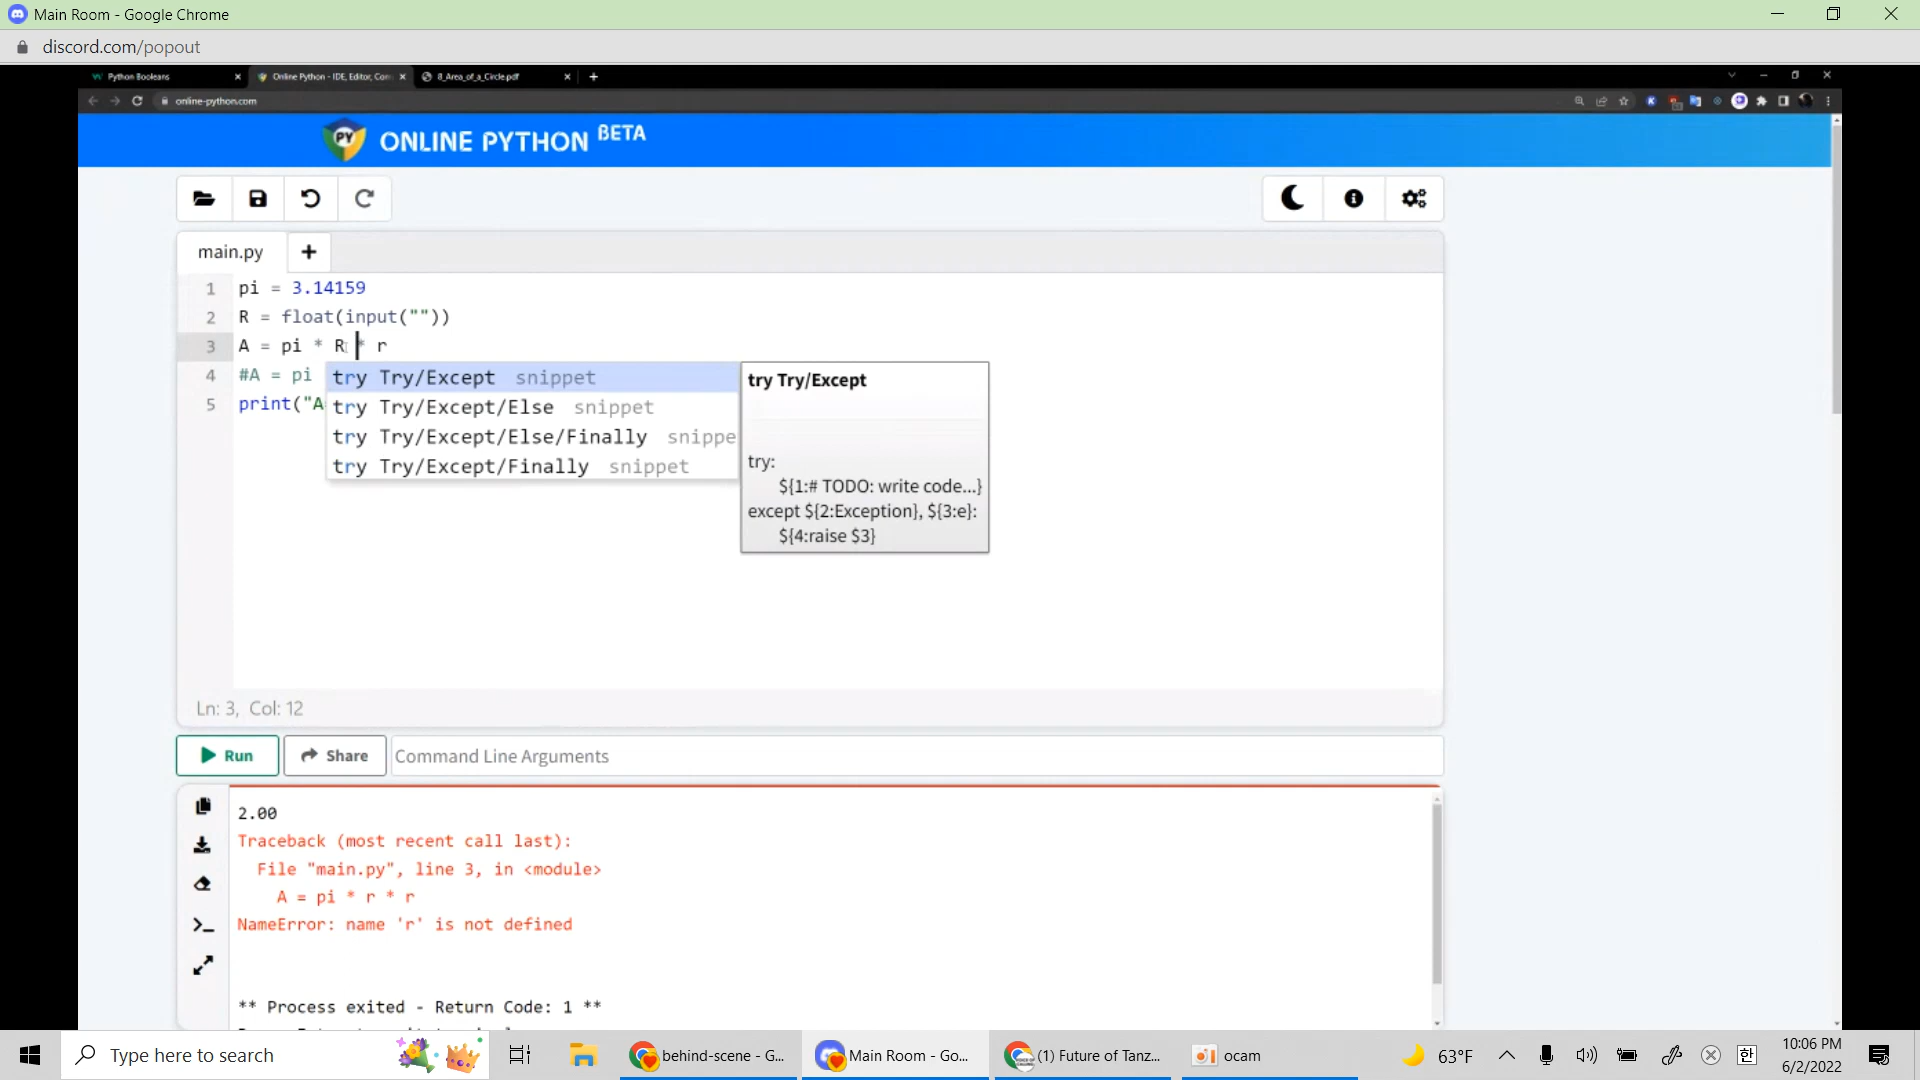 Main Room - Google Chrome
discord.com/popout
Python Booleans
Online Python - IDE, Editor, Com
8_Area_of_a_Circle.pdf
online-python.com
PY ONLINE PYTHON BETA
main.py
1 pi = 3.14159
2 R = float(input(""))
3 A = pi * R * r
4 #A = pi
5 print("A
try Try/Except snippet
try Try/Except/Else snippet
try Try/Except/Else/Finally snippe
try Try/Except/Finally snippet
try Try/Except
try:
${1:# TODO: write code...}
except ${2:Exception}, ${3:e}:
${4:raise $3}
Ln: 3, Col: 12
Run
Share
Command Line Arguments
2.00
Traceback (most recent call last):
File "main.py", line 3, in <module>
A = pi * r * r
NameError: name 'r' is not defined
** Process exited - Return Code: 1 **
Type here to search
behind-scene - G...
Main Room - Go...
(1) Future of Tanz...
ocam
63°F
한
10:06 PM
6/2/2022